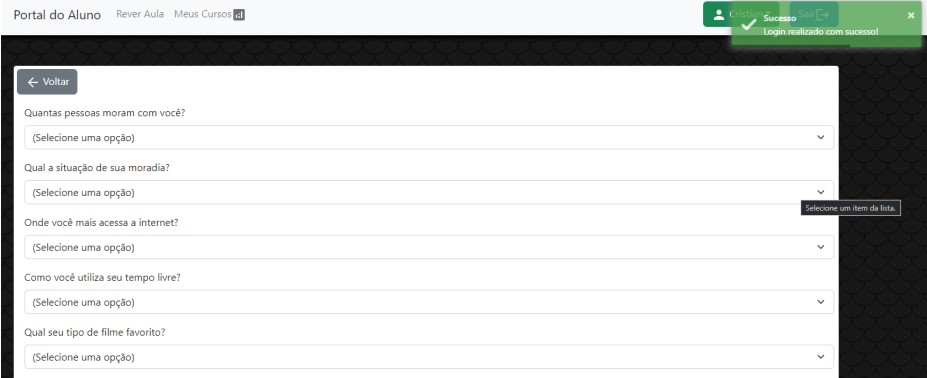 Portal do Aluno Rever Aula Meus Cursos Cristian Sair
Sucesso
Login realizado com sucesso!
Voltar
Quantas pessoas moram com você?
(Selecione uma opção)
Qual a situação de sua moradia?
(Selecione uma opção)
Selecione um item da lista.
Onde você mais acessa a internet?
(Selecione uma opção)
Como você utiliza seu tempo livre?
(Selecione uma opção)
Qual seu tipo de filme favorito?
(Selecione uma opção)